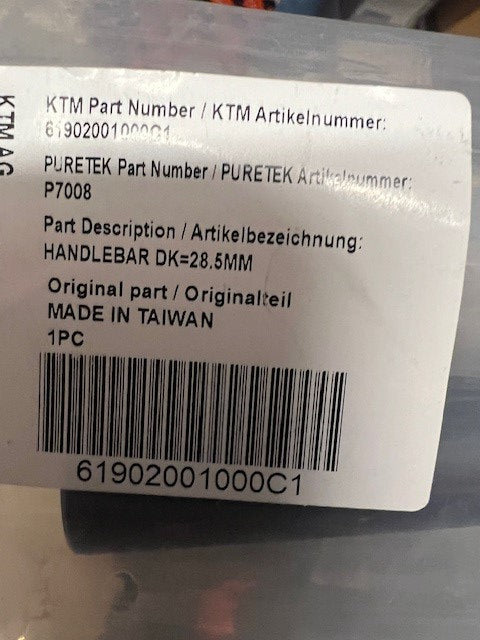 KTM AG
KTM Part Number / KTM Artikelnummer:
61902001000C1
PURETEK Part Number / PURETEK Artikelnummer:
P7008
Part Description / Artikelbezeichnung:
HANDLEBAR DK=28.5MM
Original part / Originalteil
MADE IN TAIWAN
1PC
61902001000C1